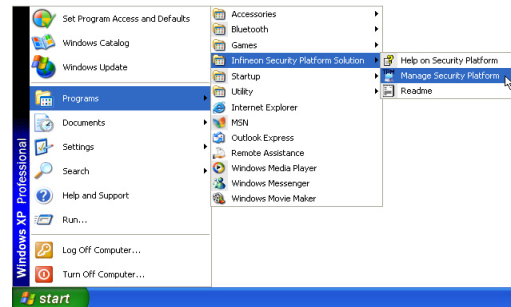 Set Program Access and Defaults
Windows Catalog
Windows Update
Programs
Documents
Settings
Search
Help and Support
Run...
Log Off Computer...
Turn Off Computer...
Windows XP Professional
start
Accessories
Bluetooth
Games
Infineon Security Platform Solution
Startup
Utility
Internet Explorer
MSN
Outlook Express
Remote Assistance
Windows Media Player
Windows Messenger
Windows Movie Maker
Help on Security Platform
Manage Security Platform
Readme